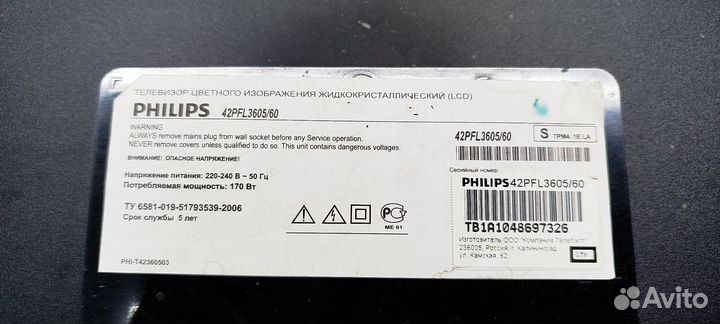 ТЕЛЕВИЗОР ЦВЕТНОГО ИЗОБРАЖЕНИЯ ЖИДКОКРИСТАЛЛИЧЕСКИЙ (LCD)
PHILIPS 42PFL3605/60
WARNING
ALWAYS remove mains plug from wall socket before any Service operation.
NEVER remove covers unless qualified to do so. This unit contains dangerous voltages.
ВНИМАНИЕ: ОПАСНОЕ НАПРЯЖЕНИЕ!
Напряжение питания: 220-240 В ~ 50 Гц
Потребляемая мощность: 170 Вт
ТУ 6581-019-51793539-2006
Срок службы 5 лет
ME 61
PHI-T42360503
42PFL3605/60
S TPM4. 1E LA
Серийный номер
PHILIPS 42PFL3605/60
TB1A1048697326
Изготовитель ООО "Компания
236005, Россия, г. Калининград
ул. Камская, 62
Avito